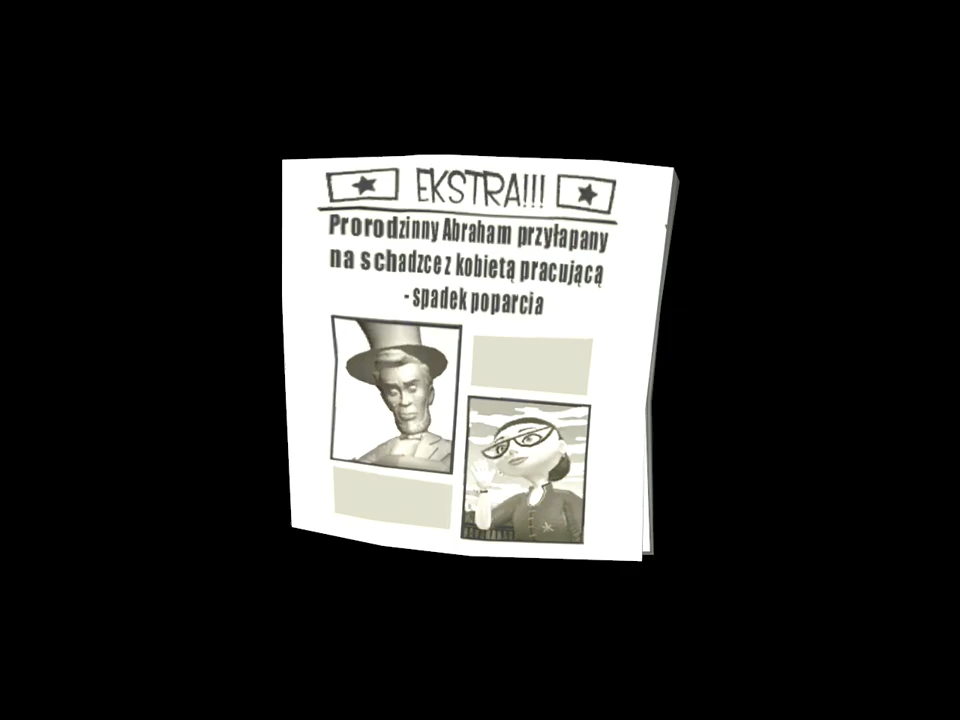 EKSTRA!!!
Prorodzinny Abraham przyłapany
na schadzce z kobietą pracującą
- spadek poparcia